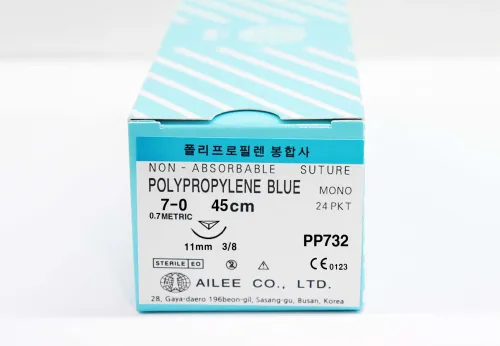 폴리프로필렌 봉합사
NON - ABSORBABLE SUTURE
POLYPROPYLENE BLUE MONO
7-0 45cm 24 PKT
0.7METRIC
11mm 3/8 PP732
STERILE EO CE 0123
AILEE CO., LTD.
28, Gaya-daero 196beon-gil, Sasang-gu, Busan, Korea